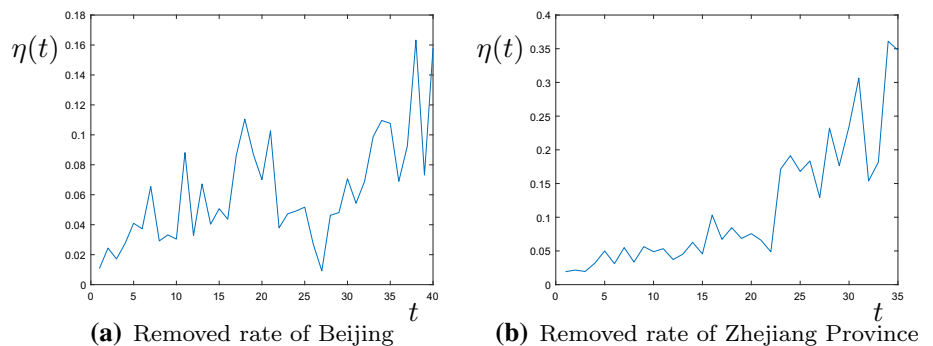 η(t)
0.18
0.16
0.14
0.12
0.1
0.08
0.06
0.04
0.02
0
0 5 10 15 20 25 30 35 40
t
(a) Removed rate of Beijing
η(t)
0.4
0.35
0.3
0.25
0.2
0.15
0.1
0.05
0
0 5 10 15 20 25 30 35
t
(b) Removed rate of Zhejiang Province